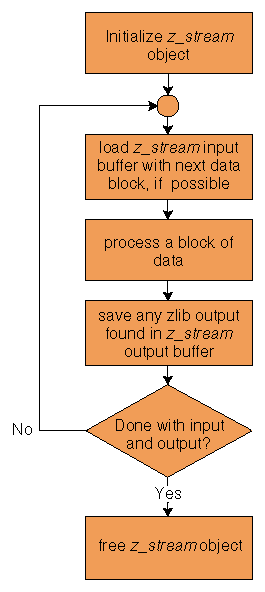 Initialize z_stream
object
load z_stream input
buffer with next data
block, if possible
process a block of
data
save any zlib output
found in z_stream
output buffer
Done with input
and output?
No
Yes
free z_stream object